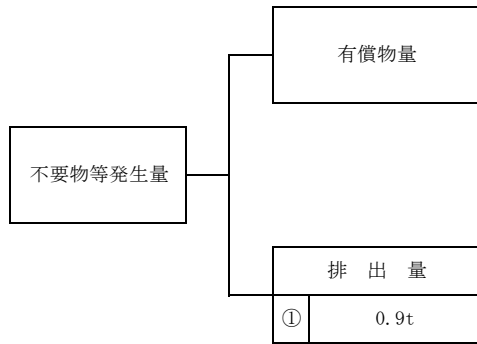 有償物量
不要物等発生量
排 出 量
① 0.9t